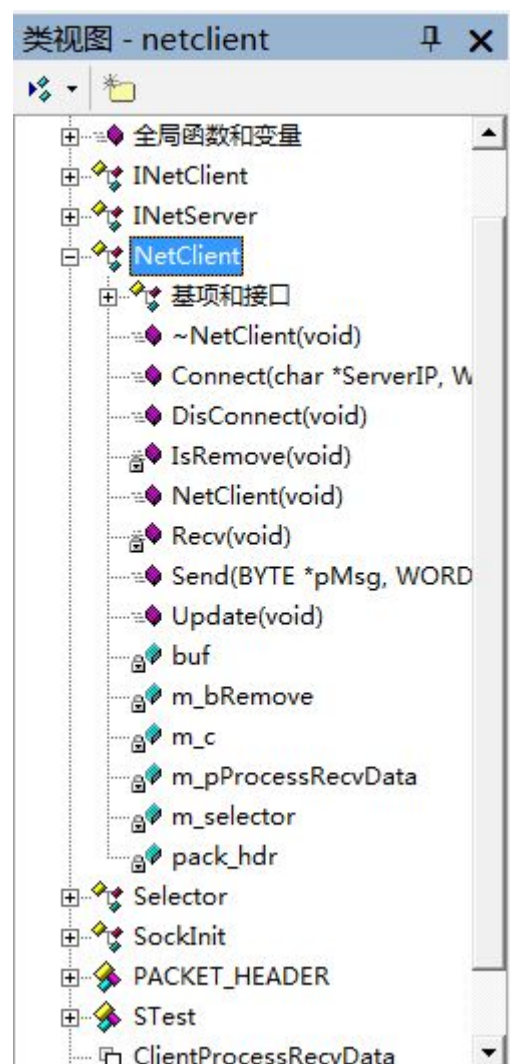 类视图 - netclient
全局函数和变量
INetClient
INetServer
NetClient
基项和接口
~NetClient(void)
Connect(char *ServerIP, W
DisConnect(void)
IsRemove(void)
NetClient(void)
Recv(void)
Send(BYTE *pMsg, WORD
Update(void)
buf
m_bRemove
m_c
m_pProcessRecvData
m_selector
pack_hdr
Selector
SockInit
PACKET_HEADER
STest
ClientProcessRecvData